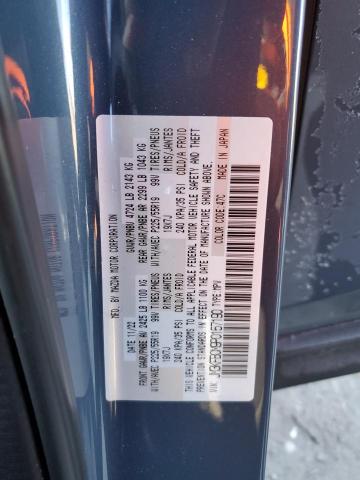 MFD. BY MAZDA MOTOR CORPORATION
11/22 GVWR/PNBV 4724 LB 2143 KG
FRONT GAWR/PNBE AV 2425 LB 1100 KG REAR GAWR/PNBE AR 2299 LB 1043 KG
WITH/AVEC P225/55R19 99V TIRES/PNEUS WITH/AVEC P225/55R19 99V TIRES/PNEUS
19X7J RIMS/JANTES 19X7J RIMS/JANTES
240 KPA/35 PSI COLD/A FROID 240 KPA/35 PSI COLD/A FROID
THIS VEHICLE CONFORMS TO ALL APPLICABLE FEDERAL MOTOR VEHICLE SAFETY AND THEFT
PREVENTION STANDARDS IN EFFECT ON THE DATE OF MANUFACTURE SHOWN ABOVE.
TYPE:MPV
COLOR/COULEUR:47C
MADE IN JAPAN